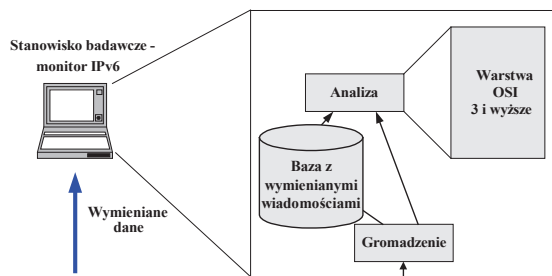 Stanowisko badawcze -
monitor IPv6
Wymieniane
dane
Analiza
Warstwa
OSI
3 i wyższe
Baza z
wymienianymi
wiadomościami
Gromadzenie